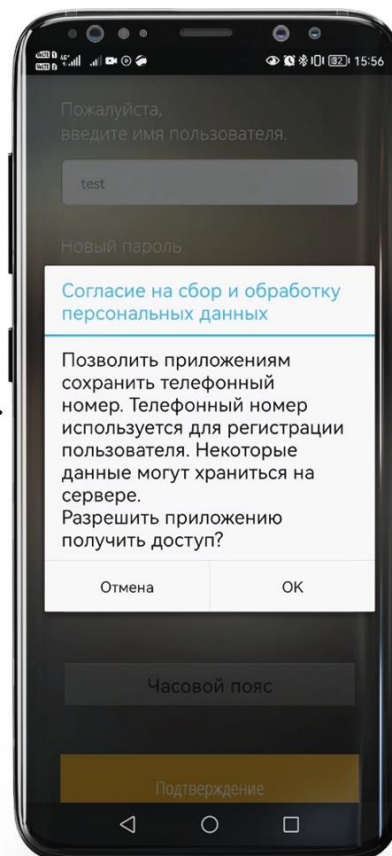 82 15:56
Пожалуйста,
введите имя пользователя.
test
Новый пароль
Согласие на сбор и обработку
персональных данных
Позволить приложениям
сохранить телефонный
номер. Телефонный номер
используется для регистрации
пользователя. Некоторые
данные могут храниться на
сервере.
Разрешить приложению
получить доступ?
Отмена
OK
Часовой пояс
Подтверждение